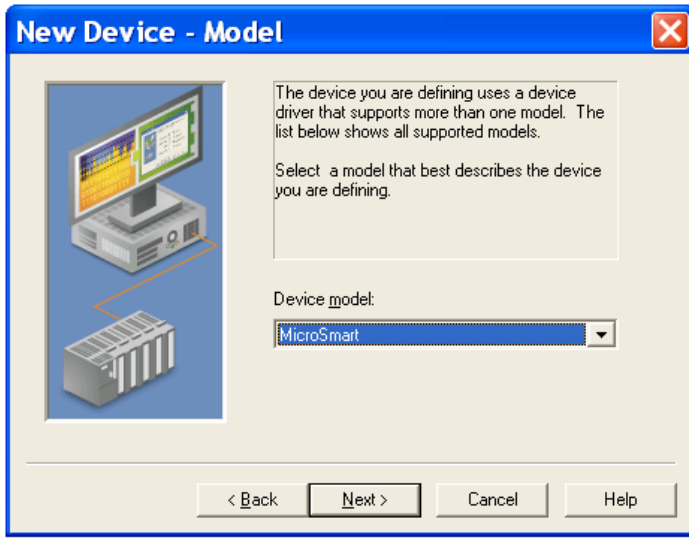 New Device - Model
The device you are defining uses a device
driver that supports more than one model. The
list below shows all supported models.
Select a model that best describes the device
you are defining.
Device model:
MicroSmart
< Back
Next >
Cancel
Help